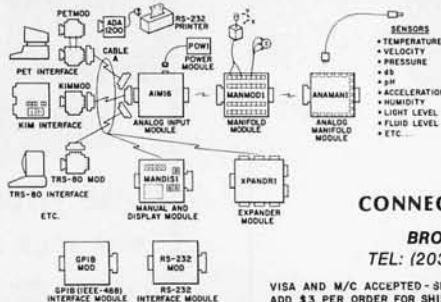 PETMOD
ADA
1200
RS-232
PRINTER
CABLE
A
POW1
POWER
MODULE
PET INTERFACE
KIMMOD
KIM INTERFACE
AIM16
ANALOG INPUT
MODULE
MANMOD1
MANIFOLD
MODULE
ANAMAN1
ANALOG
MANIFOLD
MODULE
SENSORS
• TEMPERATURE
• VELOCITY
• PRESSURE
• db
• pH
• ACCELERATION
• HUMIDITY
• LIGHT LEVEL
• FLUID LEVEL
• ETC...
TRS-80 MOD
TRS-80 INTERFACE
ETC.
MANDIS1
MANUAL AND
DISPLAY MODULE
XPANDR1
EXPANDER
MODULE
GPIB
MOD
GPIB (IEEE-488)
INTERFACE MODULE
RS-232
MOD
RS-232
INTERFACE MODULE
CONNEC
BRO
TEL: (203
VISA AND M/C ACCEPTED - S
ADD $3 PER ORDER FOR SH